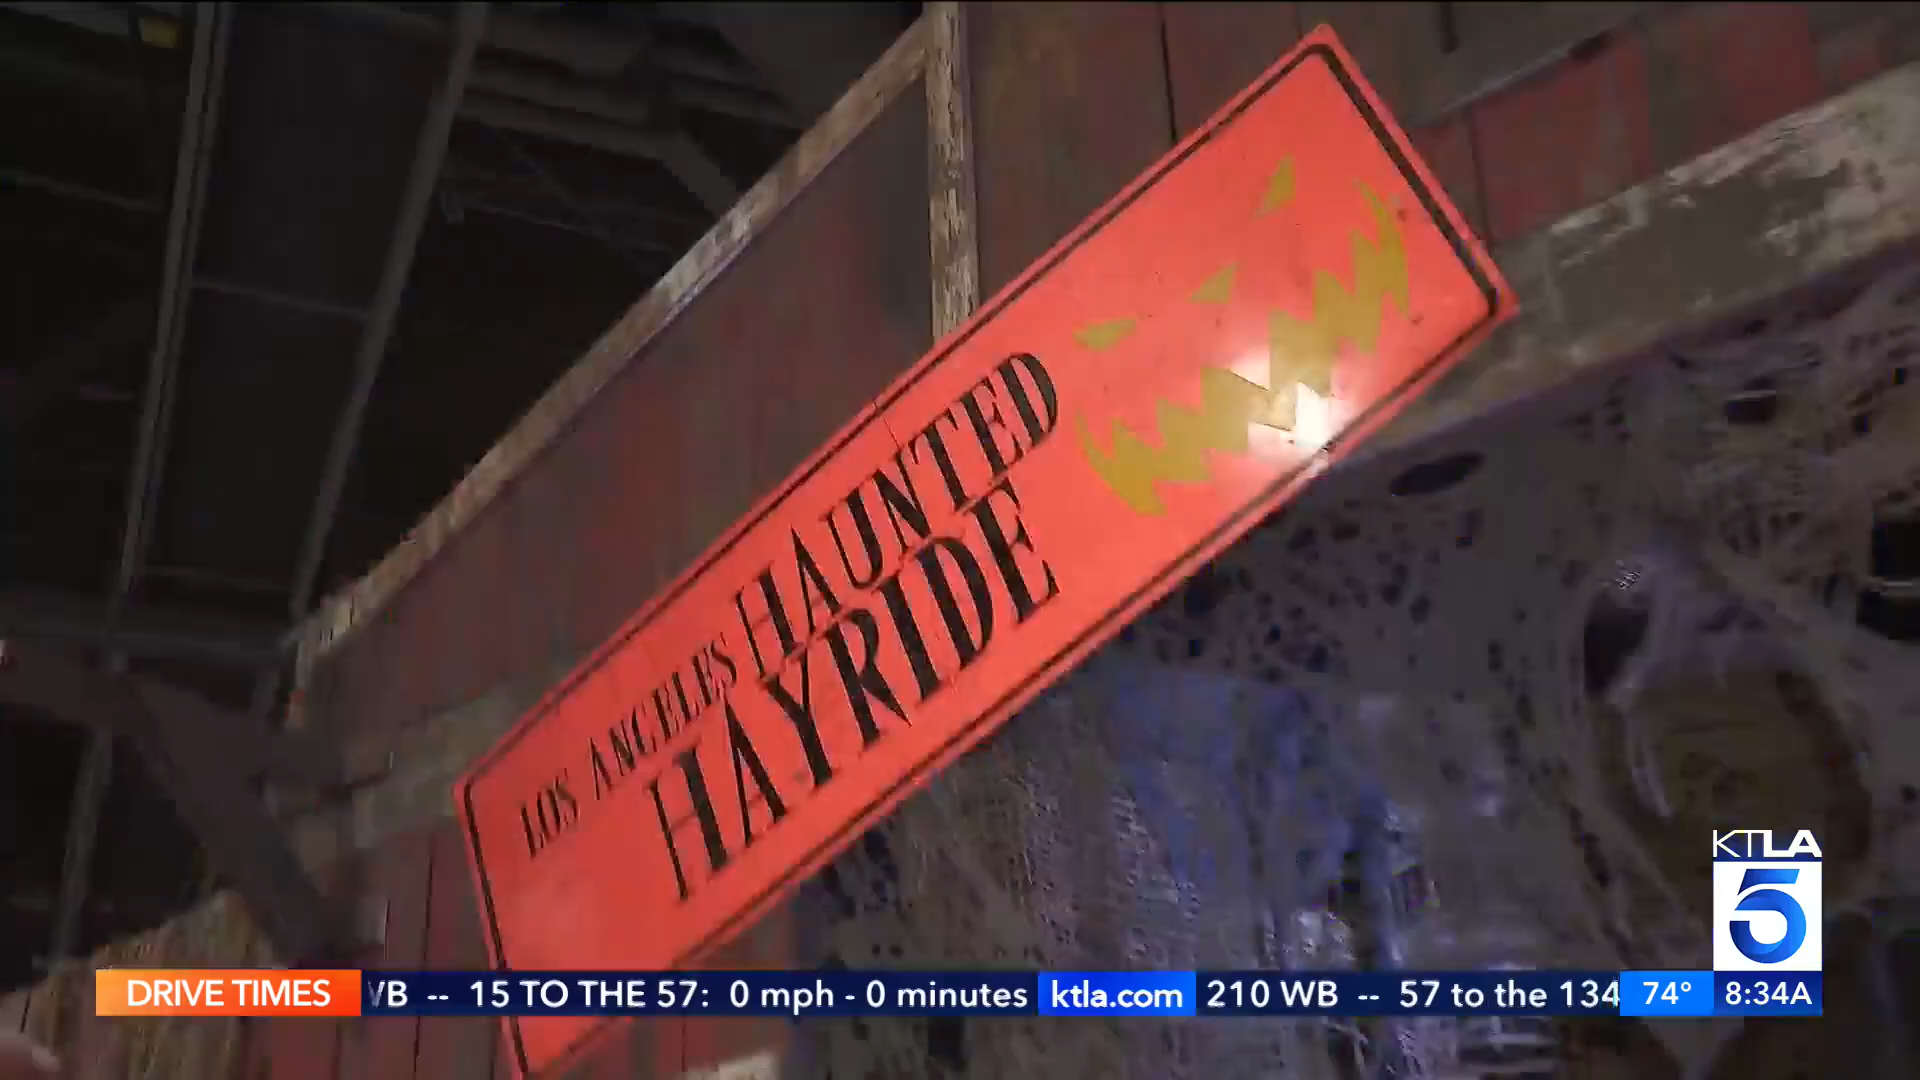 LOS ANGELES HAUNTED
HAYRIDE
KTLA
5
DRIVE TIMES
WB -- 15 TO THE 57: 0 mph - 0 minutes
ktla.com
210 WB -- 57 to the 134
74°
8:34A